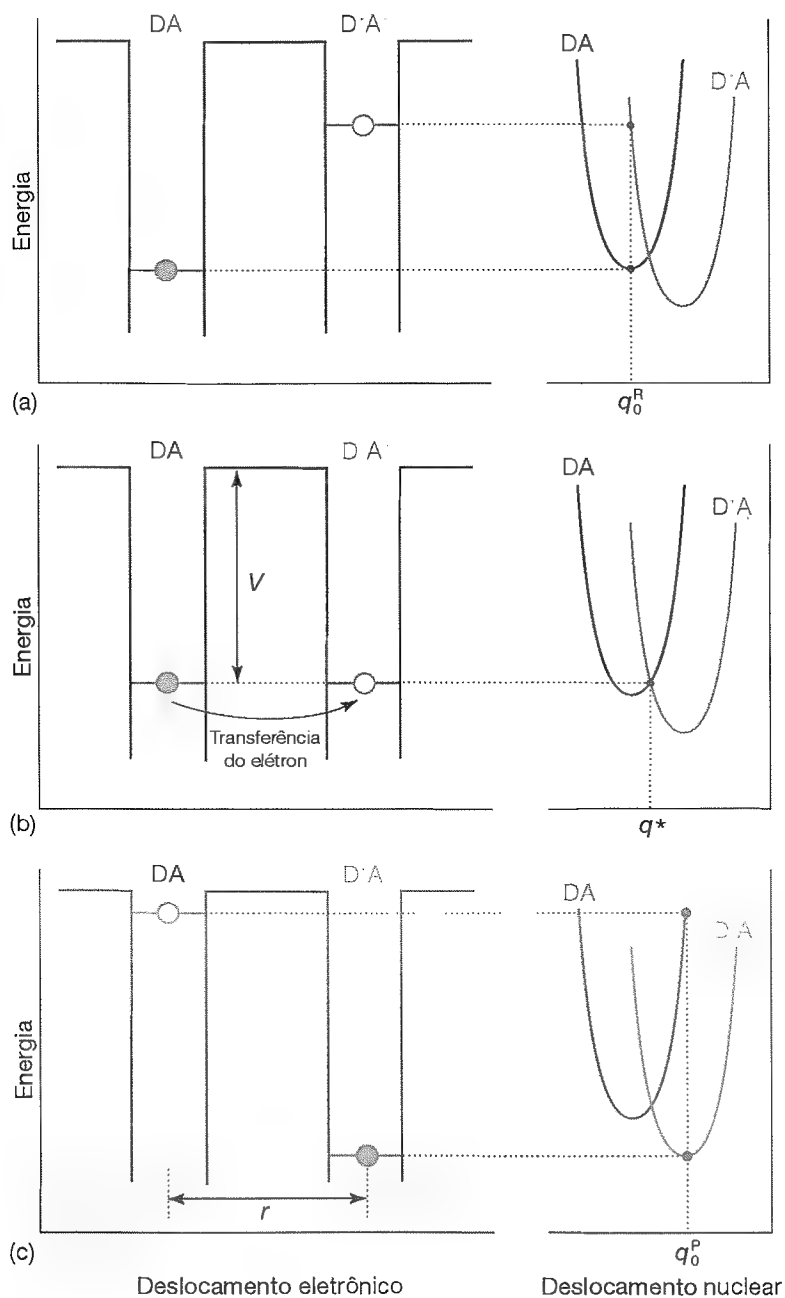 DA D⁺A⁻
Energia
DA
D⁺A⁻
(a)
q₀ᴿ
DA D⁺A⁻
V
Energia
Transferência
do elétron
DA
D⁺A⁻
(b)
q*
DA D⁺A⁻
Energia
r
DA
D⁺A⁻
(c)
q₀ᴾ
Deslocamento eletrônico
Deslocamento nuclear